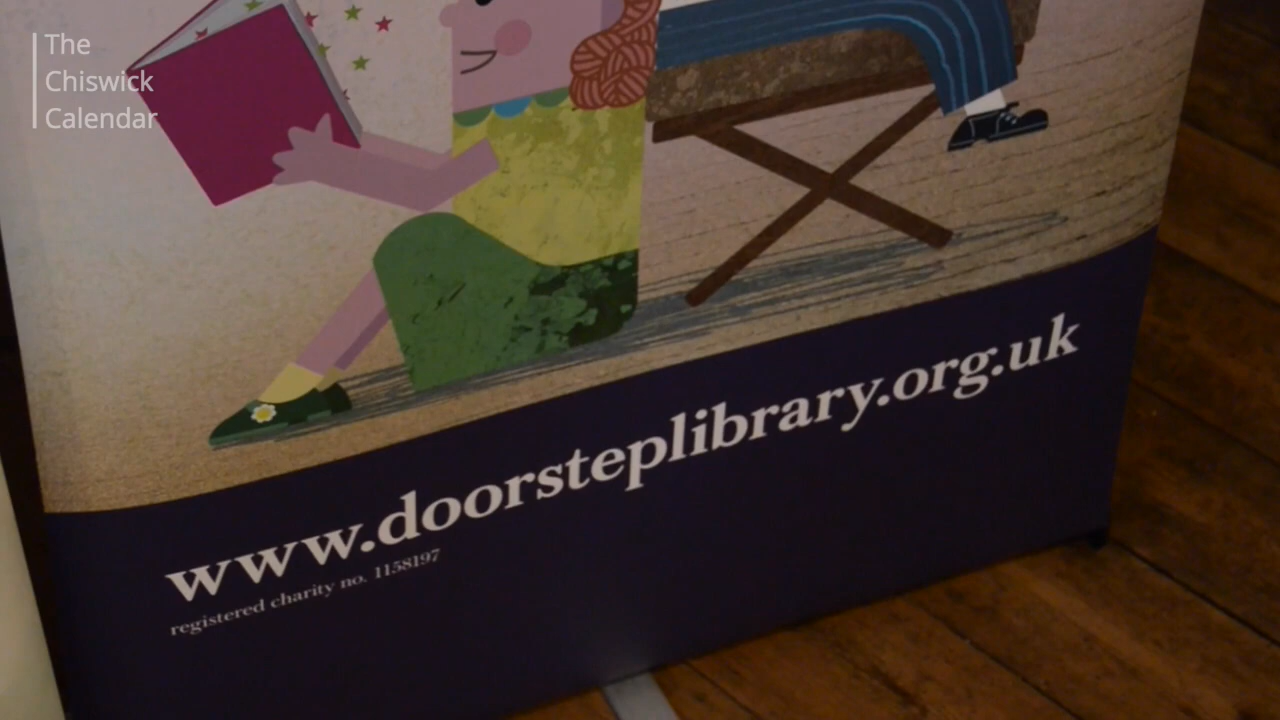 The
Chiswick
Calendar
www.doorsteplibrary.org.uk
registered charity no. 1158197